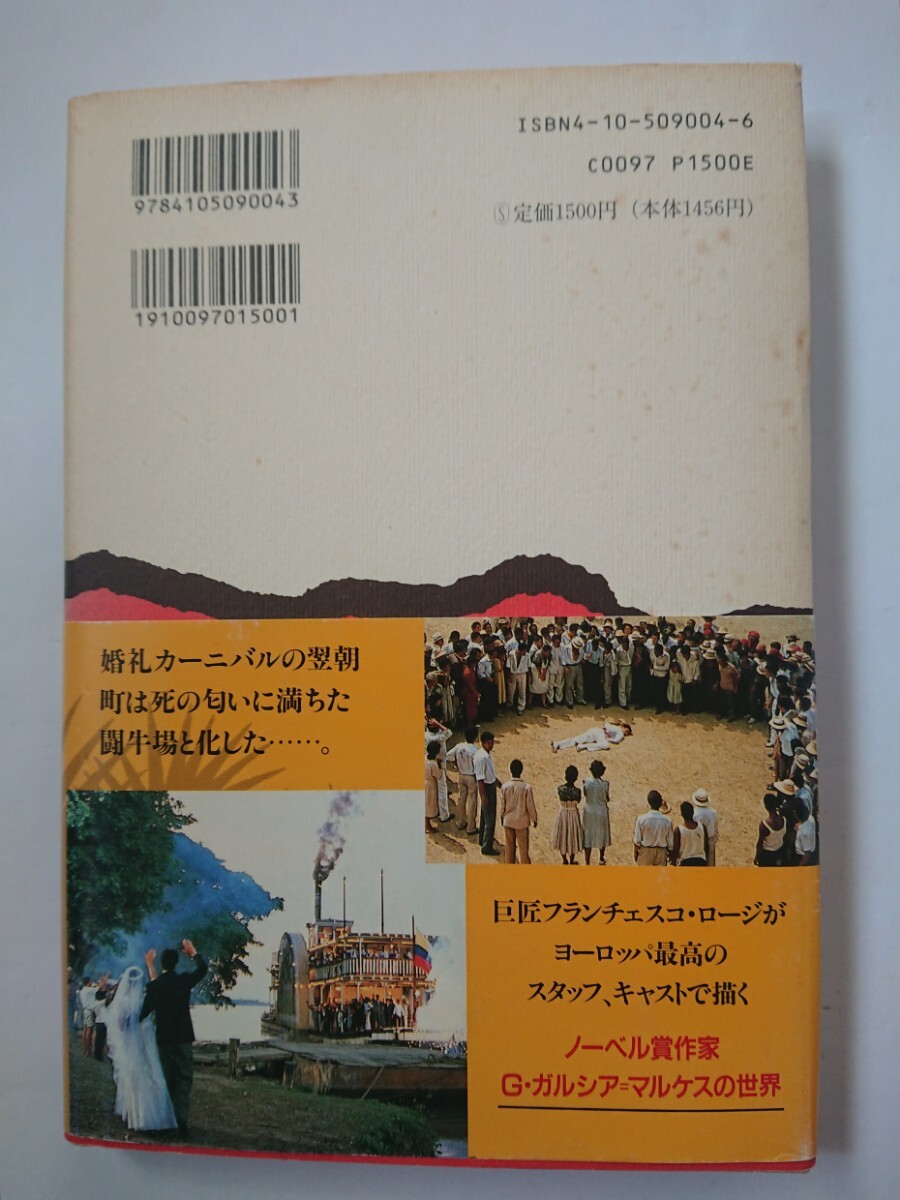 ISBN4-10-509004-6
C0097 P1500E
Ⓢ定価1500円（本体1456円）
9784105090043
1910097015001
婚礼カーニバルの翌朝
町は死の匂いに満ちた
闘牛場と化した……。
巨匠フランチェスコ・ロージが
ヨーロッパ最高の
スタッフ、キャストで描く
ノーベル賞作家
G・ガルシア=マルケスの世界